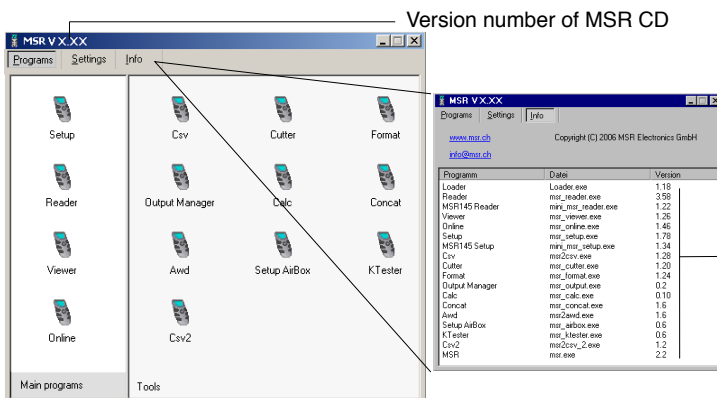 Version number of MSR CD
MSR V X.XX
Programs Settings Info
Setup Csv Cutter Format
Reader Output Manager Calc Concat
Viewer Awd Setup AirBox KTester
Online Csv2
Main programs Tools
MSR VX.XX
Programs Settings Info
www.msr.ch Copyright (C) 2006 MSR Electronics GmbH
info@msr.ch
Programm Datei Version
Loader Loader.exe 1.18
Reader msr_reader.exe 3.58
MSR145 Reader mini_msr_reader.exe 1.22
Viewer msr_viewer.exe 1.26
Online msr_online.exe 1.46
Setup msr_setup.exe 1.78
MSR145 Setup mini_msr_setup.exe 1.34
Csv msr2csv.exe 1.28
Cutter msr_cutter.exe 1.20
Format msr_format.exe 1.24
Output Manager msr_output.exe 0.2
Calc msr_calc.exe 0.10
Concat msr_concat.exe 1.6
Awd msr2awd.exe 1.6
Setup AirBox msr_airbox.exe 0.6
KTester msr_ktester.exe 0.6
Csv2 msr2csv_2.exe 1.2
MSR msr.exe 2.2